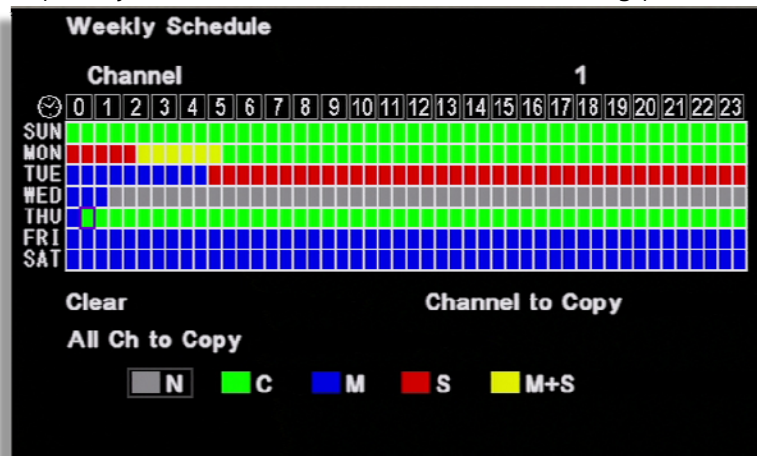 Weekly Schedule
Channel 1
0 1 2 3 4 5 6 7 8 9 10 11 12 13 14 15 16 17 18 19 20 21 22 23
SUN
MON
TUE
WED
THU
FRI
SAT
Clear Channel to Copy
All Ch to Copy
N C M S M+S